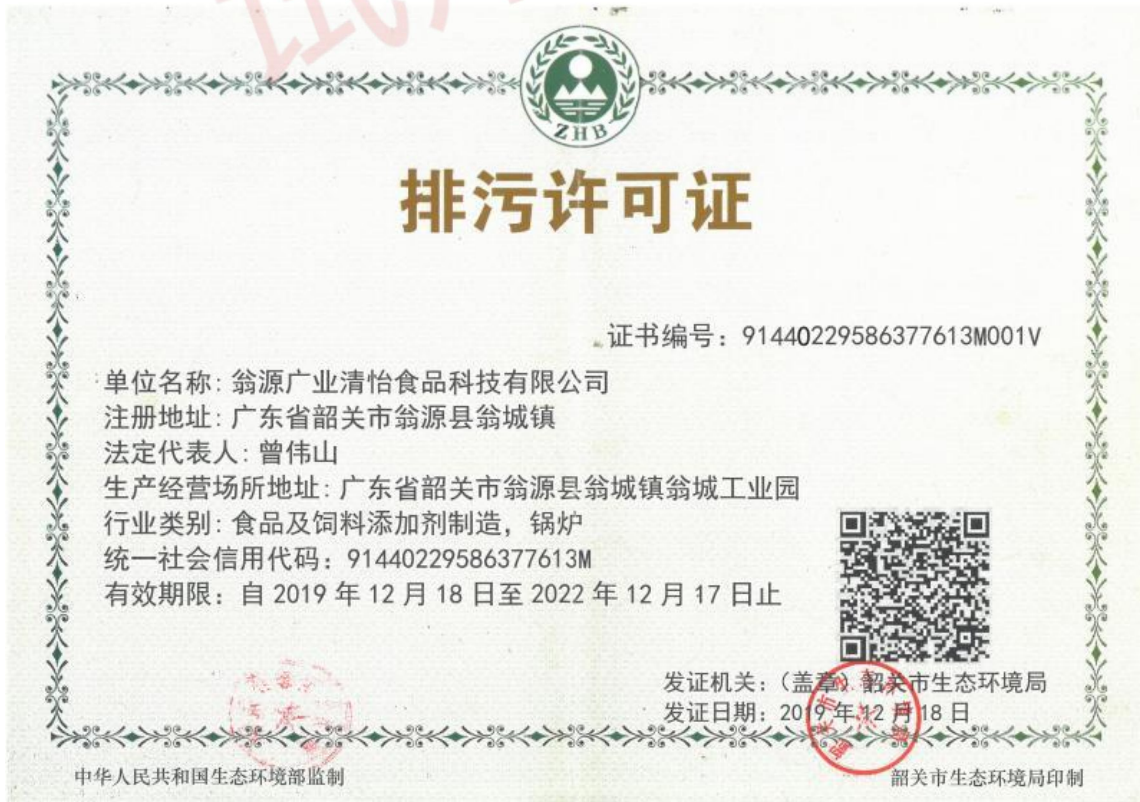 ZHB
排污许可证
证书编号：91440229586377613M001V
单位名称：翁源广业清怡食品科技有限公司
注册地址：广东省韶关市翁源县翁城镇
法定代表人：曾伟山
生产经营场所地址：广东省韶关市翁源县翁城镇翁城工业园
行业类别：食品及饲料添加剂制造，锅炉
统一社会信用代码：91440229586377613M
有效期限：自 2019 年 12 月 18 日至 2022 年 12 月 17 日止
发证机关：（盖章）韶关市生态环境局
发证日期：2019 年 12 月 18 日
中华人民共和国生态环境部监制
韶关市生态环境局印制